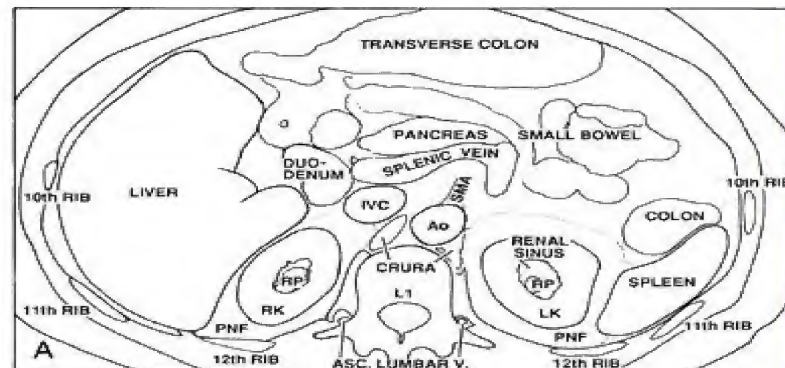 TRANSVERSE COLON
PANCREAS
SMALL BOWEL
DUO-
DENUM
SPLENIC VEIN
SMA
LIVER
10th RIB
10th RIB
IVC
Ao
COLON
RENAL
SINUS
CRURA
SPLEEN
RP
RP
L1
RK
LK
11th RIB
11th RIB
PNF
PNF
A
12th RIB
ASC. LUMBAR V.
12th RIB